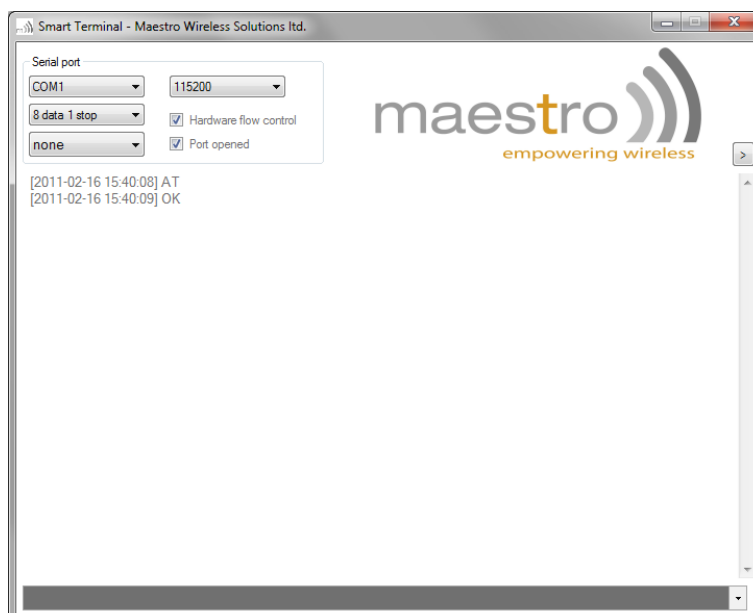 Smart Terminal - Maestro Wireless Solutions ltd.
Serial port
COM1
115200
8 data 1 stop
Hardware flow control
none
Port opened
maestro
empowering wireless
>
[2011-02-16 15:40:08] AT
[2011-02-16 15:40:09] OK